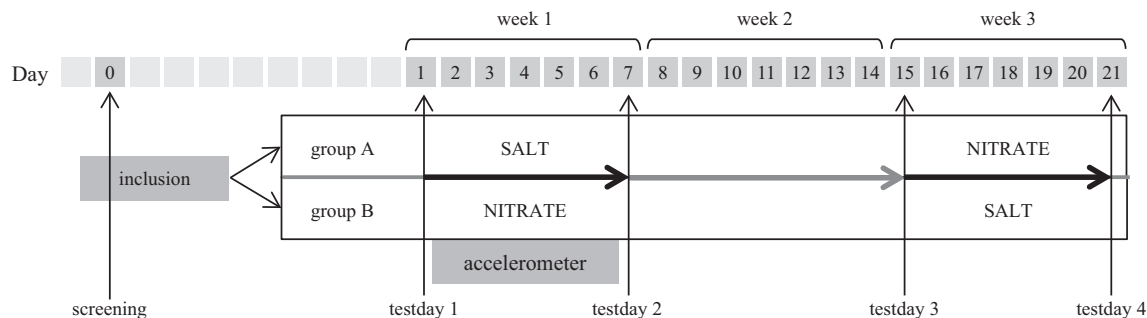 week 1 week 2 week 3
Day 0 1 2 3 4 5 6 7 8 9 10 11 12 13 14 15 16 17 18 19 20 21
group A SALT NITRATE
inclusion
group B NITRATE SALT
accelerometer
screening testday 1 testday 2 testday 3 testday 4